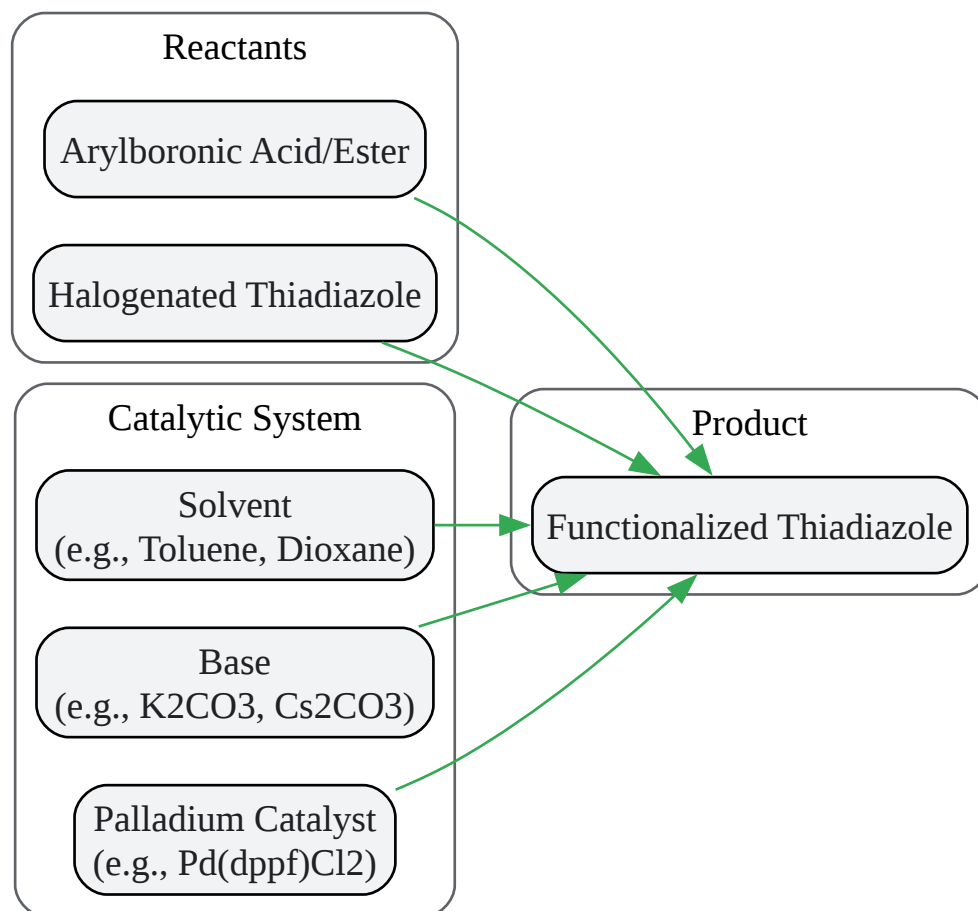 Reactants
Arylboronic Acid/Ester
Halogenated Thiadiazole
Catalytic System
Solvent
(e.g., Toluene, Dioxane)
Base
(e.g., K2CO3, Cs2CO3)
Palladium Catalyst
(e.g., Pd(dppf)Cl2)
Product
Functionalized Thiadiazole